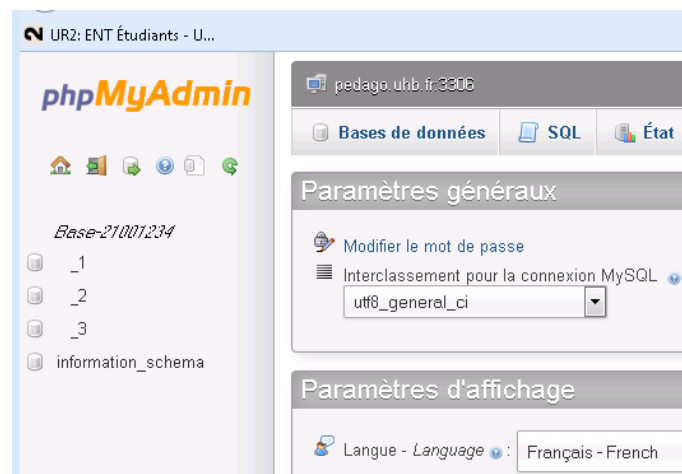 UR2: ENT Étudiants - U...
phpMyAdmin
Base-21001234
_1
_2
_3
information_schema
pedago.uhb.fr:3306
Bases de données
SQL
État
Paramètres généraux
Modifier le mot de passe
Interclassement pour la connexion MySQL
utf8_general_ci
Paramètres d'affichage
Langue - Language : Français - French